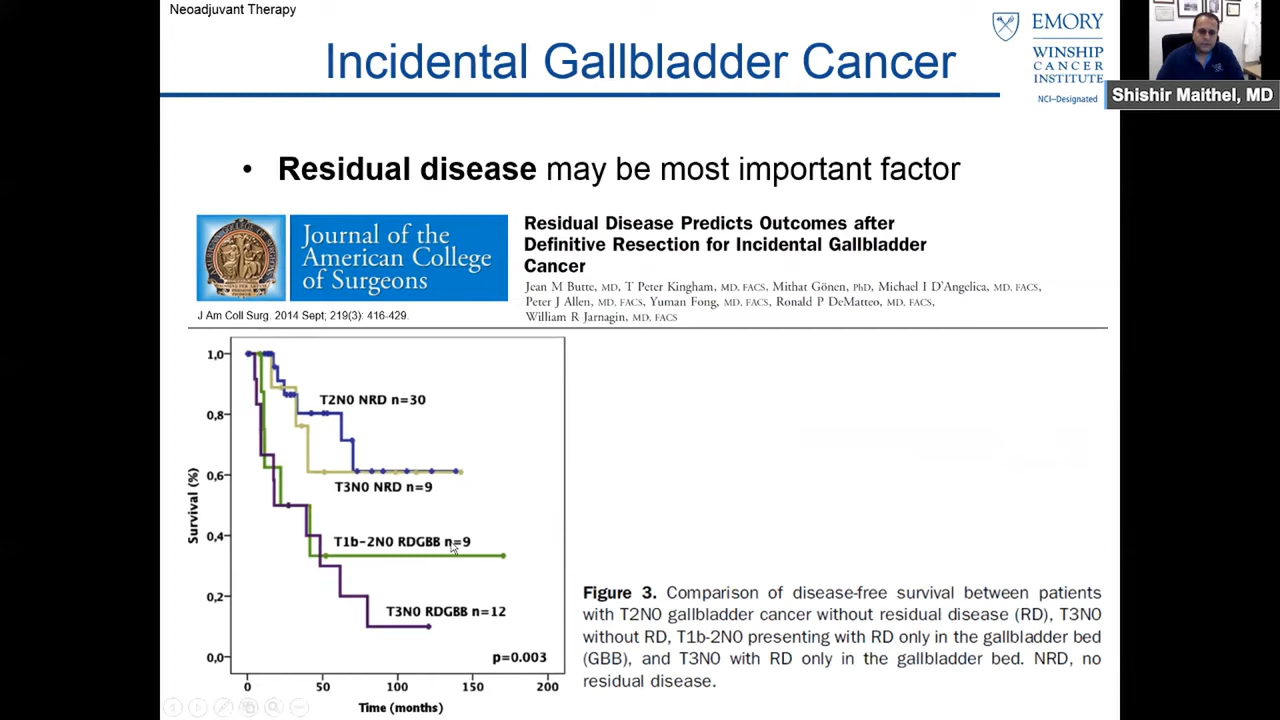 Neoadjuvant Therapy
Incidental Gallbladder Cancer
EMORY
WINSHIP
CANCER
INSTITUTE
NCI–Designated
Shishir Maithel, MD
• Residual disease may be most important factor
Journal of the
American College
of Surgeons
J Am Coll Surg. 2014 Sept; 219(3): 416-429.
Residual Disease Predicts Outcomes after
Definitive Resection for Incidental Gallbladder
Cancer
Jean M Butte, MD, T Peter Kingham, MD, FACS, Mithat Gönen, PhD, Michael I D'Angelica, MD, FACS,
Peter J Allen, MD, FACS, Yuman Fong, MD, FACS, Ronald P DeMatteo, MD, FACS,
William R Jarnagin, MD, FACS
1,0
0,8
0,6
0,4
0,2
0,0
Survival (%)
T2N0 NRD n=30
T3N0 NRD n=9
T1b-2N0 RDGBB n=9
T3N0 RDGBB n=12
p=0.003
0 50 100 150 200
Time (months)
Figure 3. Comparison of disease-free survival between patients
with T2N0 gallbladder cancer without residual disease (RD), T3N0
without RD, T1b-2N0 presenting with RD only in the gallbladder bed
(GBB), and T3N0 with RD only in the gallbladder bed. NRD, no
residual disease.